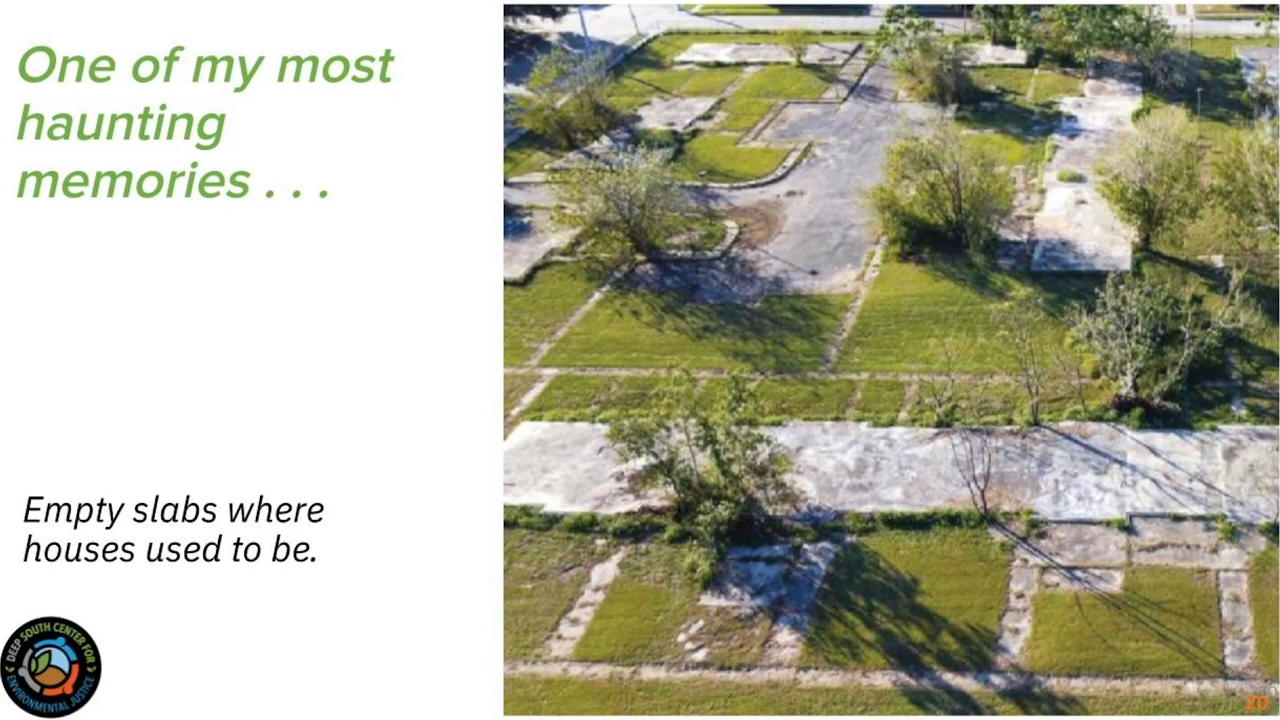 One of my most
haunting
memories . . .
Empty slabs where
houses used to be.
DEEP SOUTH CENTER FOR
ENVIRONMENTAL JUSTICE
20